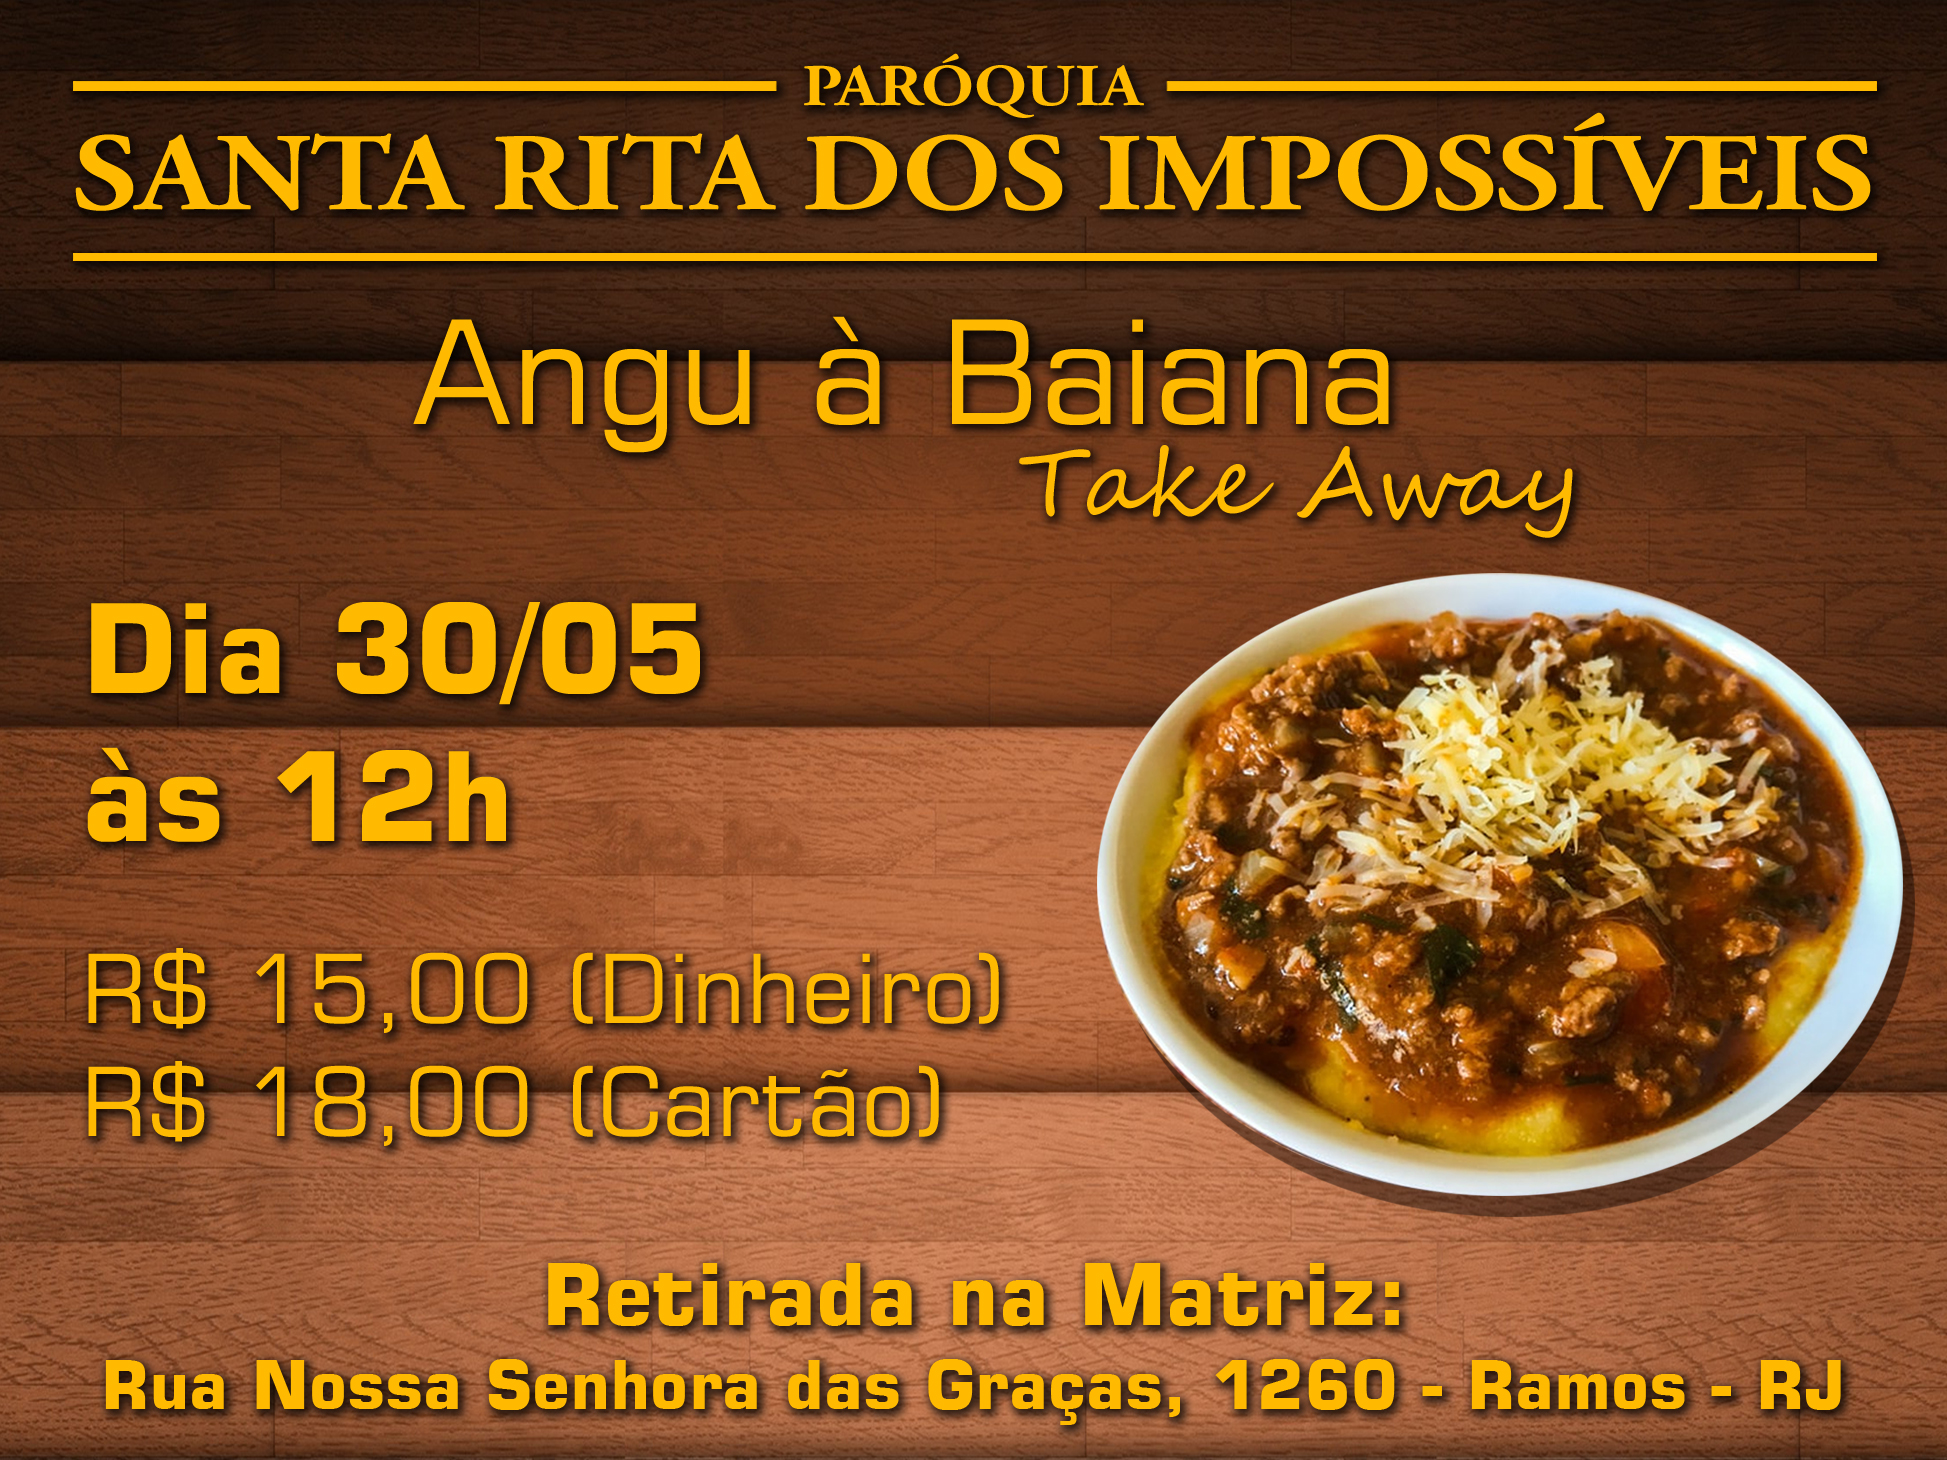 PARÓQUIA
SANTA RITA DOS IMPOSSÍVEIS
Angu à Baiana
Take Away
Dia 30/05
às 12h
R$ 15,00 (Dinheiro)
R$ 18,00 (Cartão)
Retirada na Matriz:
Rua Nossa Senhora das Graças, 1260 - Ramos - RJ